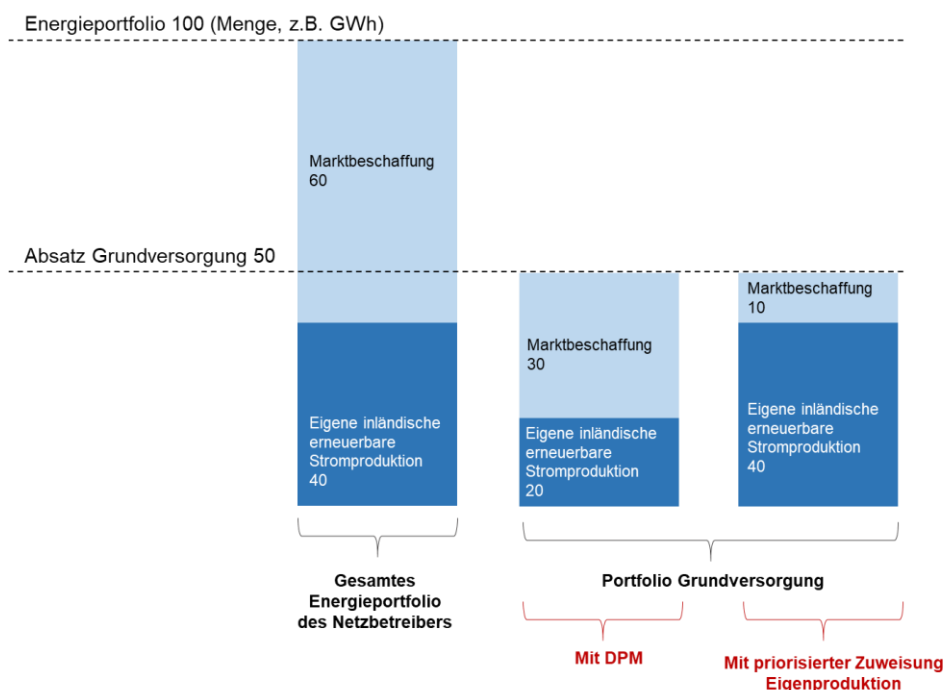 Energieportfolio 100 (Menge, z.B. GWh)
Marktbeschaffung
60
Absatz Grundversorgung 50
Marktbeschaffung
10
Marktbeschaffung
30
Eigene inländische
erneuerbare
Stromproduktion
40
Eigene inländische
erneuerbare
Stromproduktion
20
Eigene inländische
erneuerbare
Stromproduktion
40
Gesamtes
Energieportfolio
des Netzbetreibers
Portfolio Grundversorgung
Mit DPM
Mit priorisierter Zuweisung
Eigenproduktion